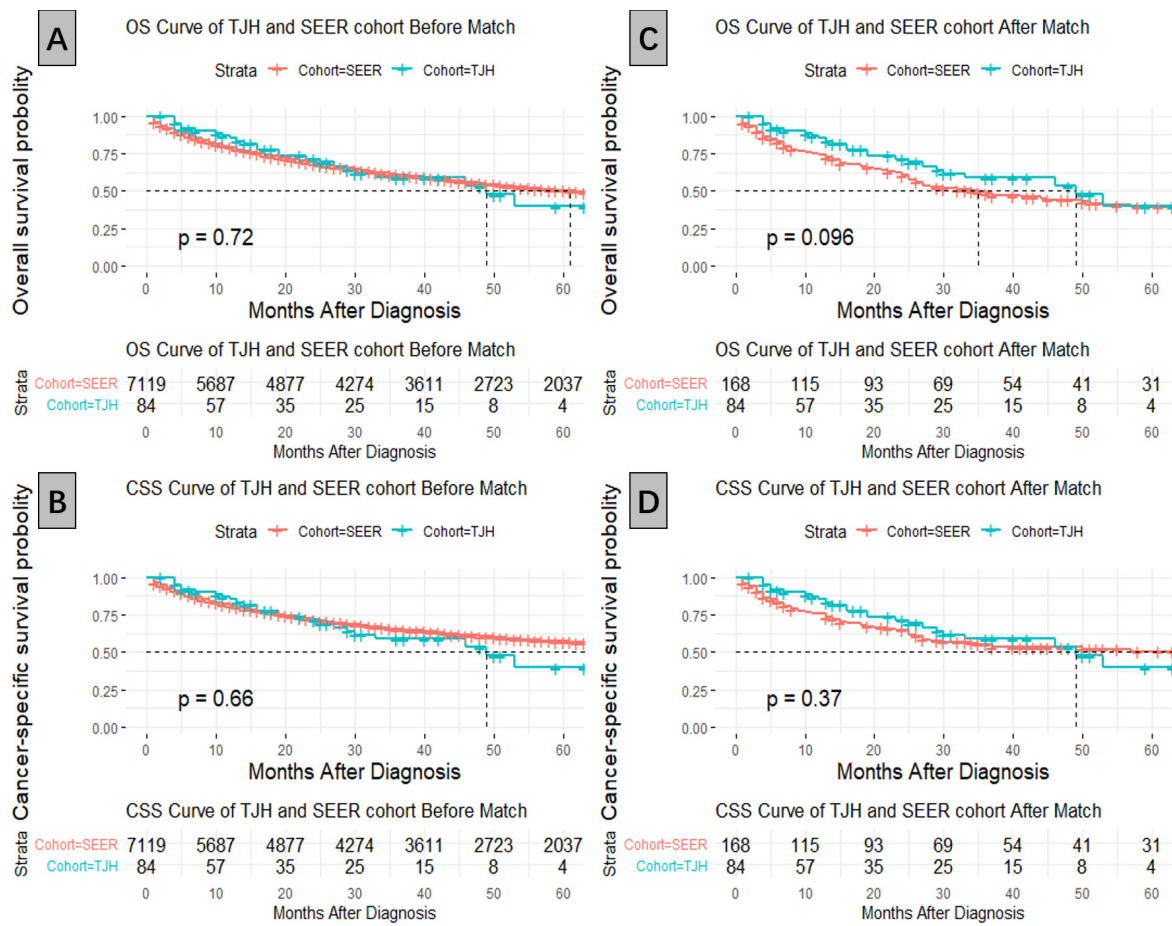 A
OS Curve of TJH and SEER cohort Before Match
Strata Cohort=SEER Cohort=TJH
Overall survival probolity
1.00
0.75
0.50
0.25
0.00
p = 0.72
0 10 20 30 40 50 60
Months After Diagnosis
OS Curve of TJH and SEER cohort Before Match
Strata
Cohort=SEER 7119 5687 4877 4274 3611 2723 2037
Cohort=TJH 84 57 35 25 15 8 4
0 10 20 30 40 50 60
Months After Diagnosis
B
CSS Curve of TJH and SEER cohort Before Match
Strata Cohort=SEER Cohort=TJH
Cancer-specific survival probolity
1.00
0.75
0.50
0.25
0.00
p = 0.66
0 10 20 30 40 50 60
Months After Diagnosis
CSS Curve of TJH and SEER cohort Before Match
Strata
Cohort=SEER 7119 5687 4877 4274 3611 2723 2037
Cohort=TJH 84 57 35 25 15 8 4
0 10 20 30 40 50 60
Months After Diagnosis
C
OS Curve of TJH and SEER cohort After Match
Strata Cohort=SEER Cohort=TJH
Overall survival probolity
1.00
0.75
0.50
0.25
0.00
p = 0.096
0 10 20 30 40 50 60
Months After Diagnosis
OS Curve of TJH and SEER cohort After Match
Strata
Cohort=SEER 168 115 93 69 54 41 31
Cohort=TJH 84 57 35 25 15 8 4
0 10 20 30 40 50 60
Months After Diagnosis
D
CSS Curve of TJH and SEER cohort After Match
Strata Cohort=SEER Cohort=TJH
Cancer-specific survival probolity
1.00
0.75
0.50
0.25
0.00
p = 0.37
0 10 20 30 40 50 60
Months After Diagnosis
CSS Curve of TJH and SEER cohort After Match
Strata
Cohort=SEER 168 115 93 69 54 41 31
Cohort=TJH 84 57 35 25 15 8 4
0 10 20 30 40 50 60
Months After Diagnosis